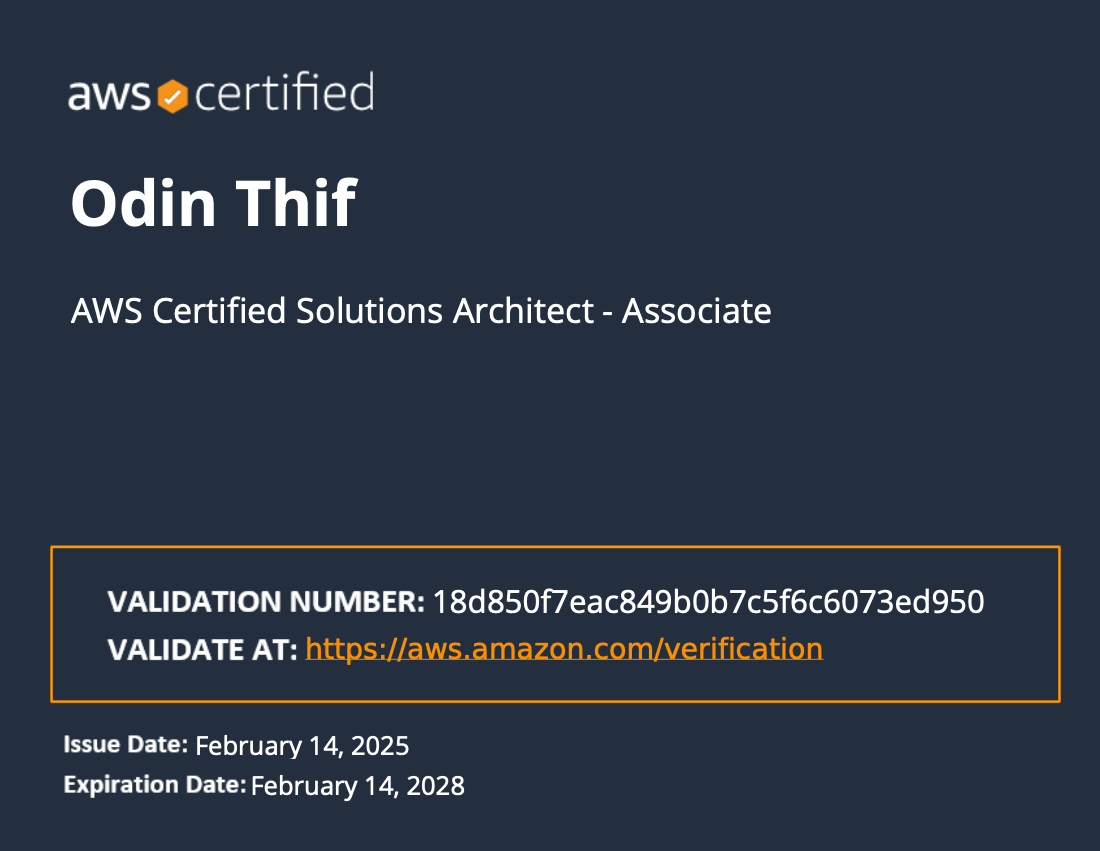 aws certified
Odin Thif
AWS Certified Solutions Architect - Associate
VALIDATION NUMBER: 18d850f7eac849b0b7c5f6c6073ed950
VALIDATE AT: https://aws.amazon.com/verification
Issue Date: February 14, 2025
Expiration Date: February 14, 2028